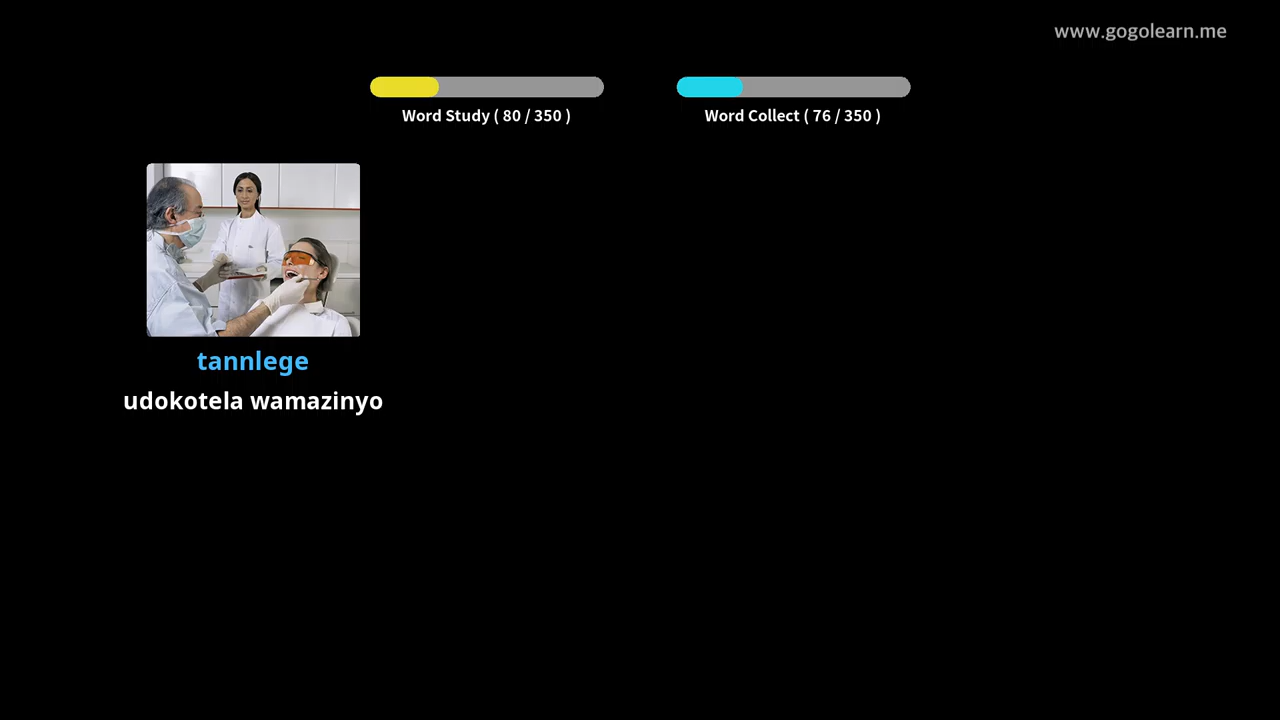 www.gogolearn.me
Word Study ( 80 / 350 )
Word Collect ( 76 / 350 )
tannlege
udokotela wamazinyo